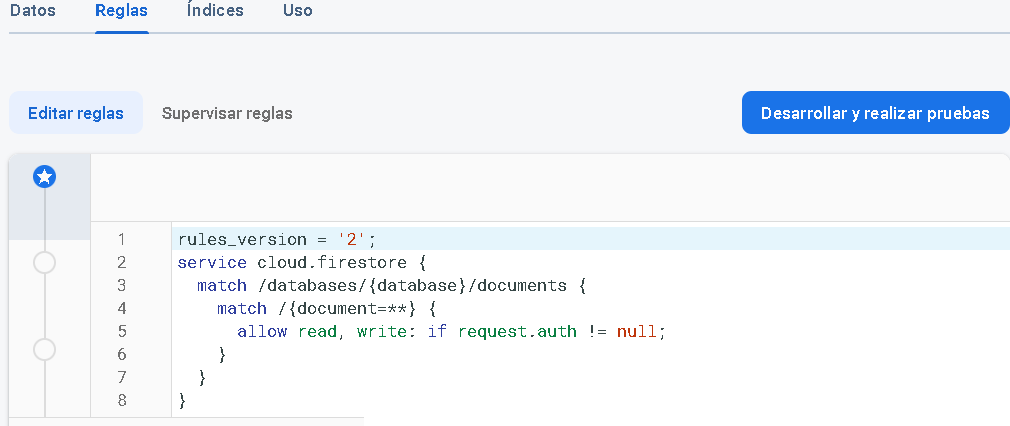 Datos Reglas Índices Uso
Editar reglas Supervisar reglas Desarrollar y realizar pruebas
1 rules_version = '2';
2 service cloud.firestore {
3 match /databases/{database}/documents {
4 match /{document=**} {
5 allow read, write: if request.auth != null;
6 }
7 }
8 }